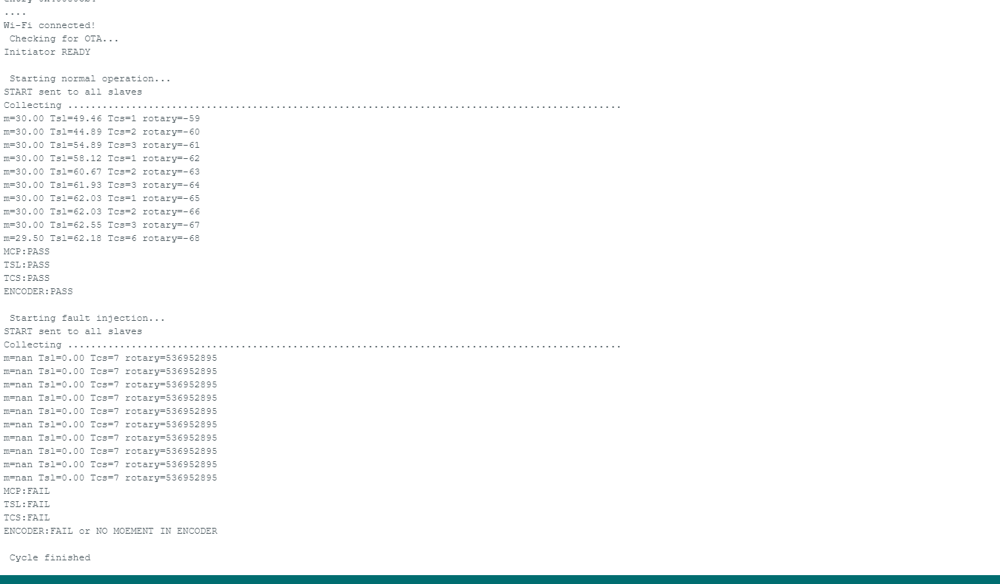 ....
Wi-Fi connected!
Checking for OTA...
Initiator READY
Starting normal operation...
START sent to all slaves
Collecting ................................................................................................
m=30.00 Tsl=49.46 Tcs=1 rotary=-59
m=30.00 Tsl=44.89 Tcs=2 rotary=-60
m=30.00 Tsl=54.89 Tcs=3 rotary=-61
m=30.00 Tsl=58.12 Tcs=1 rotary=-62
m=30.00 Tsl=60.67 Tcs=2 rotary=-63
m=30.00 Tsl=61.93 Tcs=3 rotary=-64
m=30.00 Tsl=62.03 Tcs=1 rotary=-65
m=30.00 Tsl=62.03 Tcs=2 rotary=-66
m=30.00 Tsl=62.55 Tcs=3 rotary=-67
m=29.50 Tsl=62.18 Tcs=6 rotary=-68
MCP:PASS
TSL:PASS
TCS:PASS
ENCODER:PASS
Starting fault injection...
START sent to all slaves
Collecting ................................................................................................
m=nan Tsl=0.00 Tcs=7 rotary=536952895
m=nan Tsl=0.00 Tcs=7 rotary=536952895
m=nan Tsl=0.00 Tcs=7 rotary=536952895
m=nan Tsl=0.00 Tcs=7 rotary=536952895
m=nan Tsl=0.00 Tcs=7 rotary=536952895
m=nan Tsl=0.00 Tcs=7 rotary=536952895
m=nan Tsl=0.00 Tcs=7 rotary=536952895
m=nan Tsl=0.00 Tcs=7 rotary=536952895
m=nan Tsl=0.00 Tcs=7 rotary=536952895
m=nan Tsl=0.00 Tcs=7 rotary=536952895
MCP:FAIL
TSL:FAIL
TCS:FAIL
ENCODER:FAIL or NO MOEMENT IN ENCODER
Cycle finished